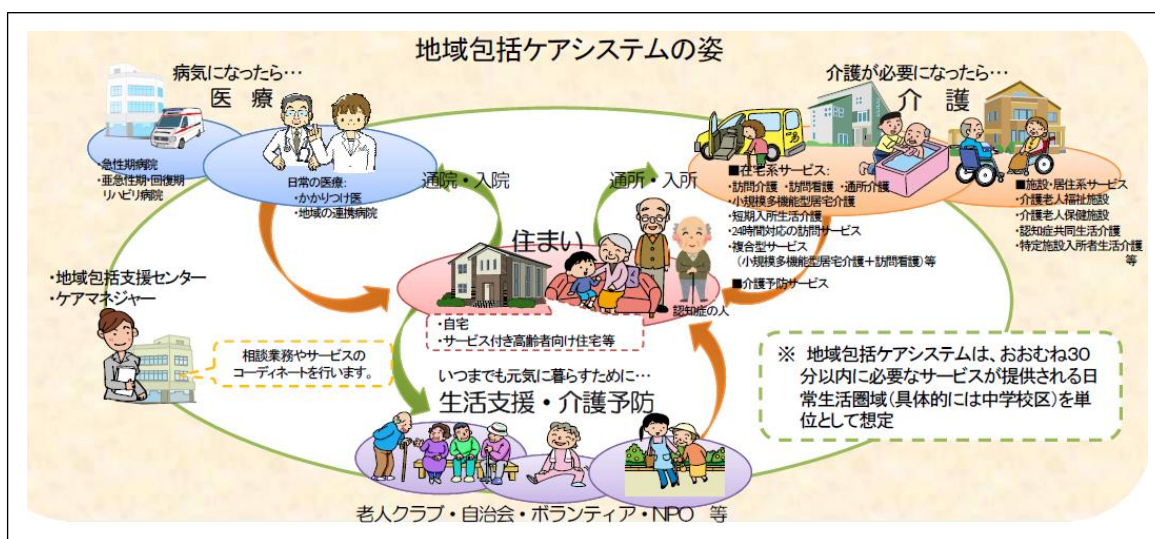 地域包括ケアシステムの姿
病気になったら…
医 療
・急性期病院
・亜急性期・回復期
リハビリ病院
日常の医療:
・かかりつけ医
・地域の連携病院
通院・入院
通所・入所
介護が必要になったら…
介 護
■在宅系サービス
・訪問介護 ・訪問看護 ・通所介護
・小規模多機能型居宅介護
・短期入所生活介護
・24時間対応の訪問サービス
・複合型サービス
(小規模多機能型居宅介護+訪問看護)等
■介護予防サービス
■施設・居住系サービス
・介護老人福祉施設
・介護老人保健施設
・認知症共同生活介護
・特定施設入所者生活介護
等
住まい
認知症の人
・自宅
・サービス付き高齢者向け住宅等
・地域包括支援センター
・ケアマネジャー
相談業務やサービスの
コーディネートを行います。
いつまでも元気に暮らすために…
生活支援・介護予防
老人クラブ・自治会・ボランティア・NPO 等
※ 地域包括ケアシステムは、おおむね30
分以内に必要なサービスが提供される日
常生活圏域(具体的には中学校区)を単
位として想定